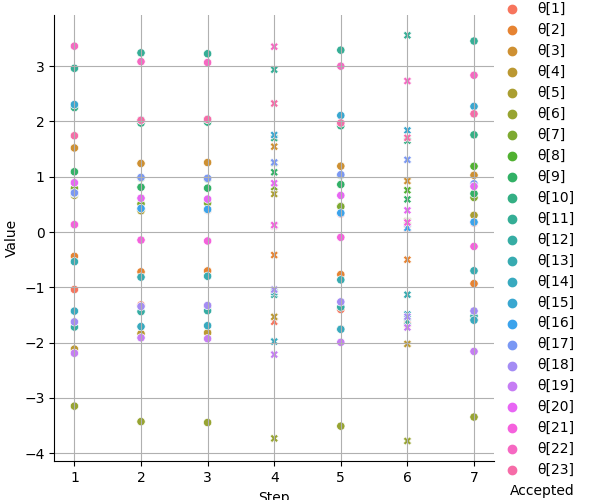 Value
3
2
1
0
−1
−2
−3
−4
1 2 3 4 5 6 7
Step
θ[1]
θ[2]
θ[3]
θ[4]
θ[5]
θ[6]
θ[7]
θ[8]
θ[9]
θ[10]
θ[11]
θ[12]
θ[13]
θ[14]
θ[15]
θ[16]
θ[17]
θ[18]
θ[19]
θ[20]
θ[21]
θ[22]
θ[23]
Accepted